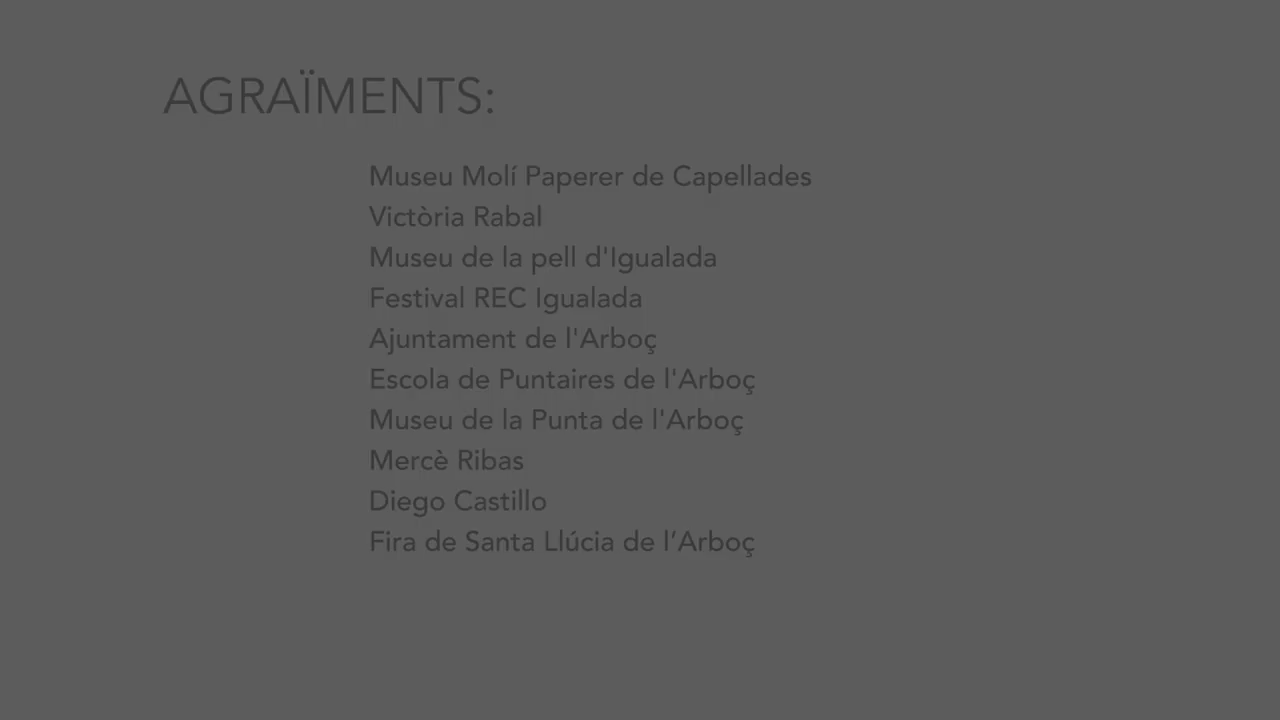 AGRAÏMENTS:
Museu Molí Paperer de Capellades
Victòria Rabal
Museu de la pell d'Igualada
Festival REC Igualada
Ajuntament de l'Arboç
Escola de Puntaires de l'Arboç
Museu de la Punta de l'Arboç
Mercè Ribas
Diego Castillo
Fira de Santa Llúcia de l’Arboç